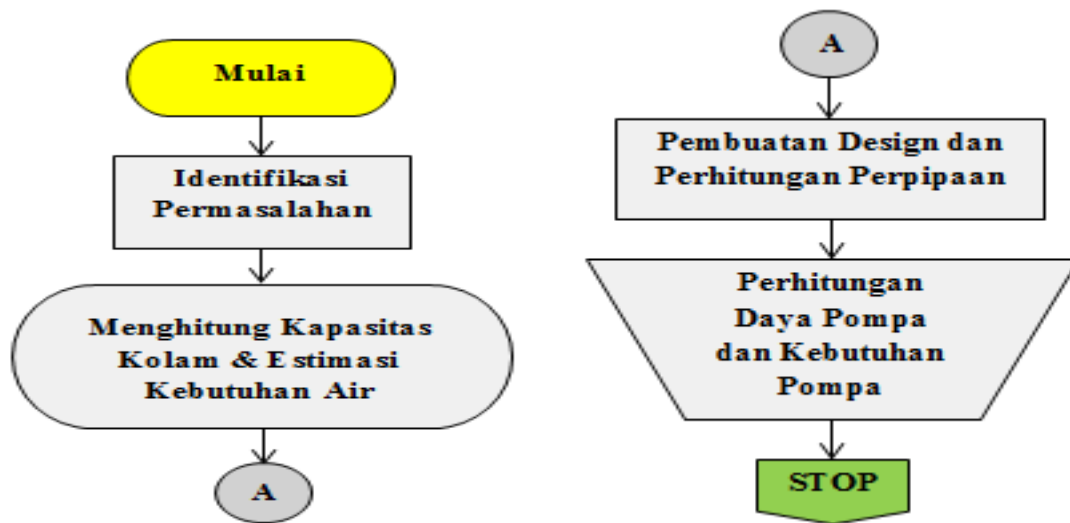 Mulai
Identifikasi
Permasalahan
Menghitung Kapasitas
Kolam & Estimasi
Kebutuhan Air
A
A
Pembuatan Design dan
Perhitungan Perpipaan
Perhitungan
Daya Pompa
dan Kebutuhan
Pompa
STOP